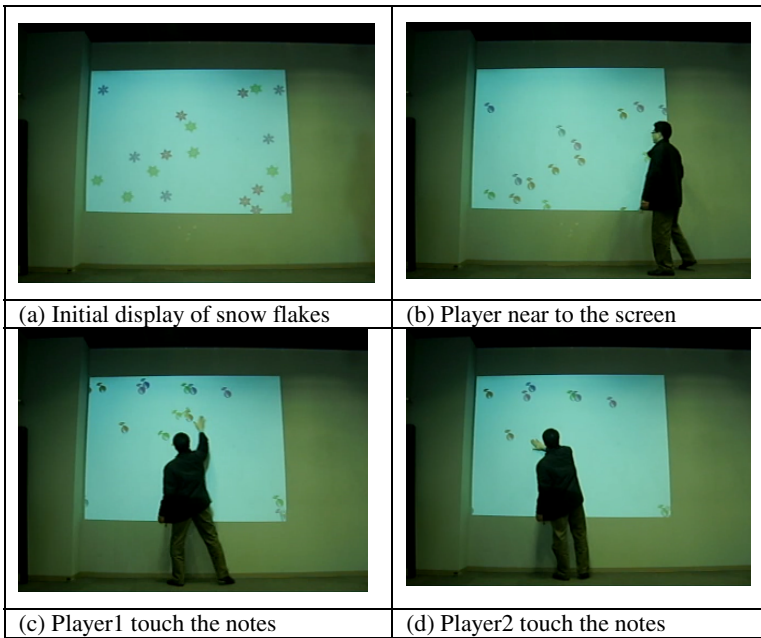 (a) Initial display of snow flakes
(b) Player near to the screen
(c) Player1 touch the notes
(d) Player2 touch the notes